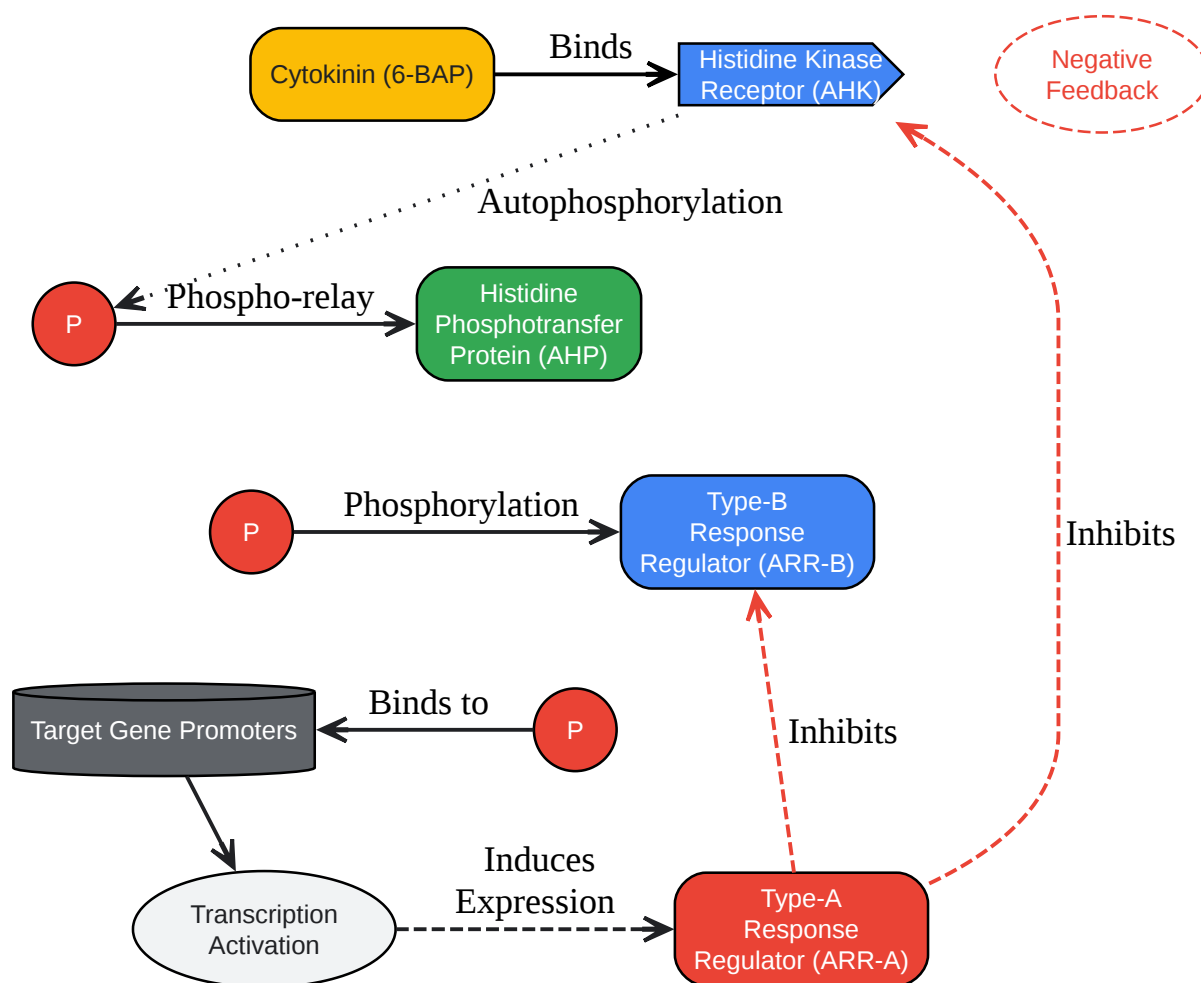 Binds
Cytokinin (6-BAP)
Histidine Kinase
Receptor (AHK)
Negative
Feedback
Autophosphorylation
P
Phospho-relay
Histidine
Phosphotransfer
Protein (AHP)
P
Phosphorylation
Type-B
Response
Regulator (ARR-B)
Inhibits
Target Gene Promoters
Binds to
P
Inhibits
Transcription
Activation
Induces
Expression
Type-A
Response
Regulator (ARR-A)